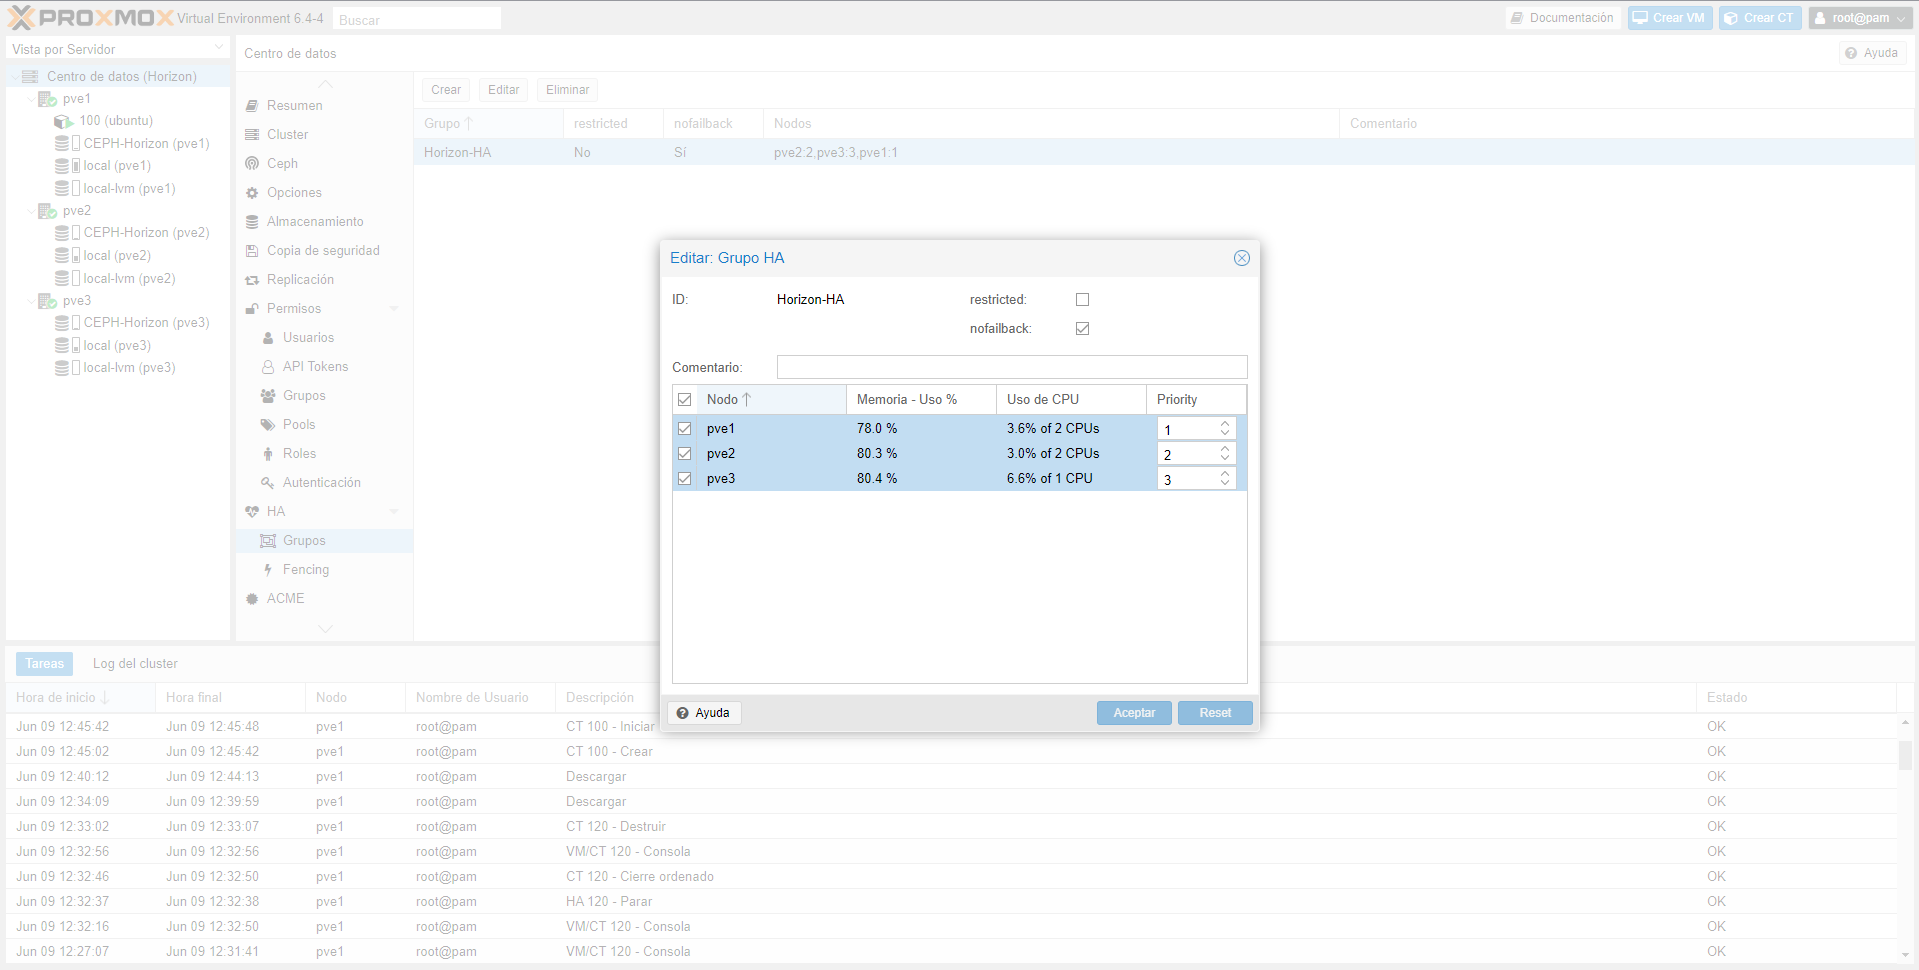 PROXMOX Virtual Environment 6.4-4 Buscar Documentación Crear VM Crear CT root@pam
Vista por Servidor
Centro de datos (Horizon)
pve1
100 (ubuntu)
CEPH-Horizon (pve1)
local (pve1)
local-lvm (pve1)
pve2
CEPH-Horizon (pve2)
local (pve2)
local-lvm (pve2)
pve3
CEPH-Horizon (pve3)
local (pve3)
local-lvm (pve3)
Centro de datos Ayuda
Resumen
Cluster
Ceph
Opciones
Almacenamiento
Copia de seguridad
Replicación
Permisos
Usuarios
API Tokens
Grupos
Pools
Roles
Autenticación
HA
Grupos
Fencing
ACME
Crear Editar Eliminar
Grupo restricted nofailback Nodos Comentario
Horizon-HA No Sí pve2:2,pve3:3,pve1:1
Editar: Grupo HA
ID: Horizon-HA restricted:
nofailback:
Comentario:
Nodo Memoria - Uso % Uso de CPU Priority
pve1 78.0 % 3.6% of 2 CPUs 1
pve2 80.3 % 3.0% of 2 CPUs 2
pve3 80.4 % 6.6% of 1 CPU 3
Ayuda Aceptar Reset
Tareas Log del cluster
Hora de inicio Hora final Nodo Nombre de Usuario Descripción Estado
Jun 09 12:45:42 Jun 09 12:45:48 pve1 root@pam CT 100 - Iniciar OK
Jun 09 12:45:02 Jun 09 12:45:42 pve1 root@pam CT 100 - Crear OK
Jun 09 12:40:12 Jun 09 12:44:13 pve1 root@pam Descargar OK
Jun 09 12:34:09 Jun 09 12:39:59 pve1 root@pam Descargar OK
Jun 09 12:33:02 Jun 09 12:33:07 pve1 root@pam CT 120 - Destruir OK
Jun 09 12:32:56 Jun 09 12:32:56 pve1 root@pam VM/CT 120 - Consola OK
Jun 09 12:32:46 Jun 09 12:32:50 pve1 root@pam CT 120 - Cierre ordenado OK
Jun 09 12:32:37 Jun 09 12:32:38 pve1 root@pam HA 120 - Parar OK
Jun 09 12:32:16 Jun 09 12:32:50 pve1 root@pam VM/CT 120 - Consola OK
Jun 09 12:27:07 Jun 09 12:31:41 pve1 root@pam VM/CT 120 - Consola OK